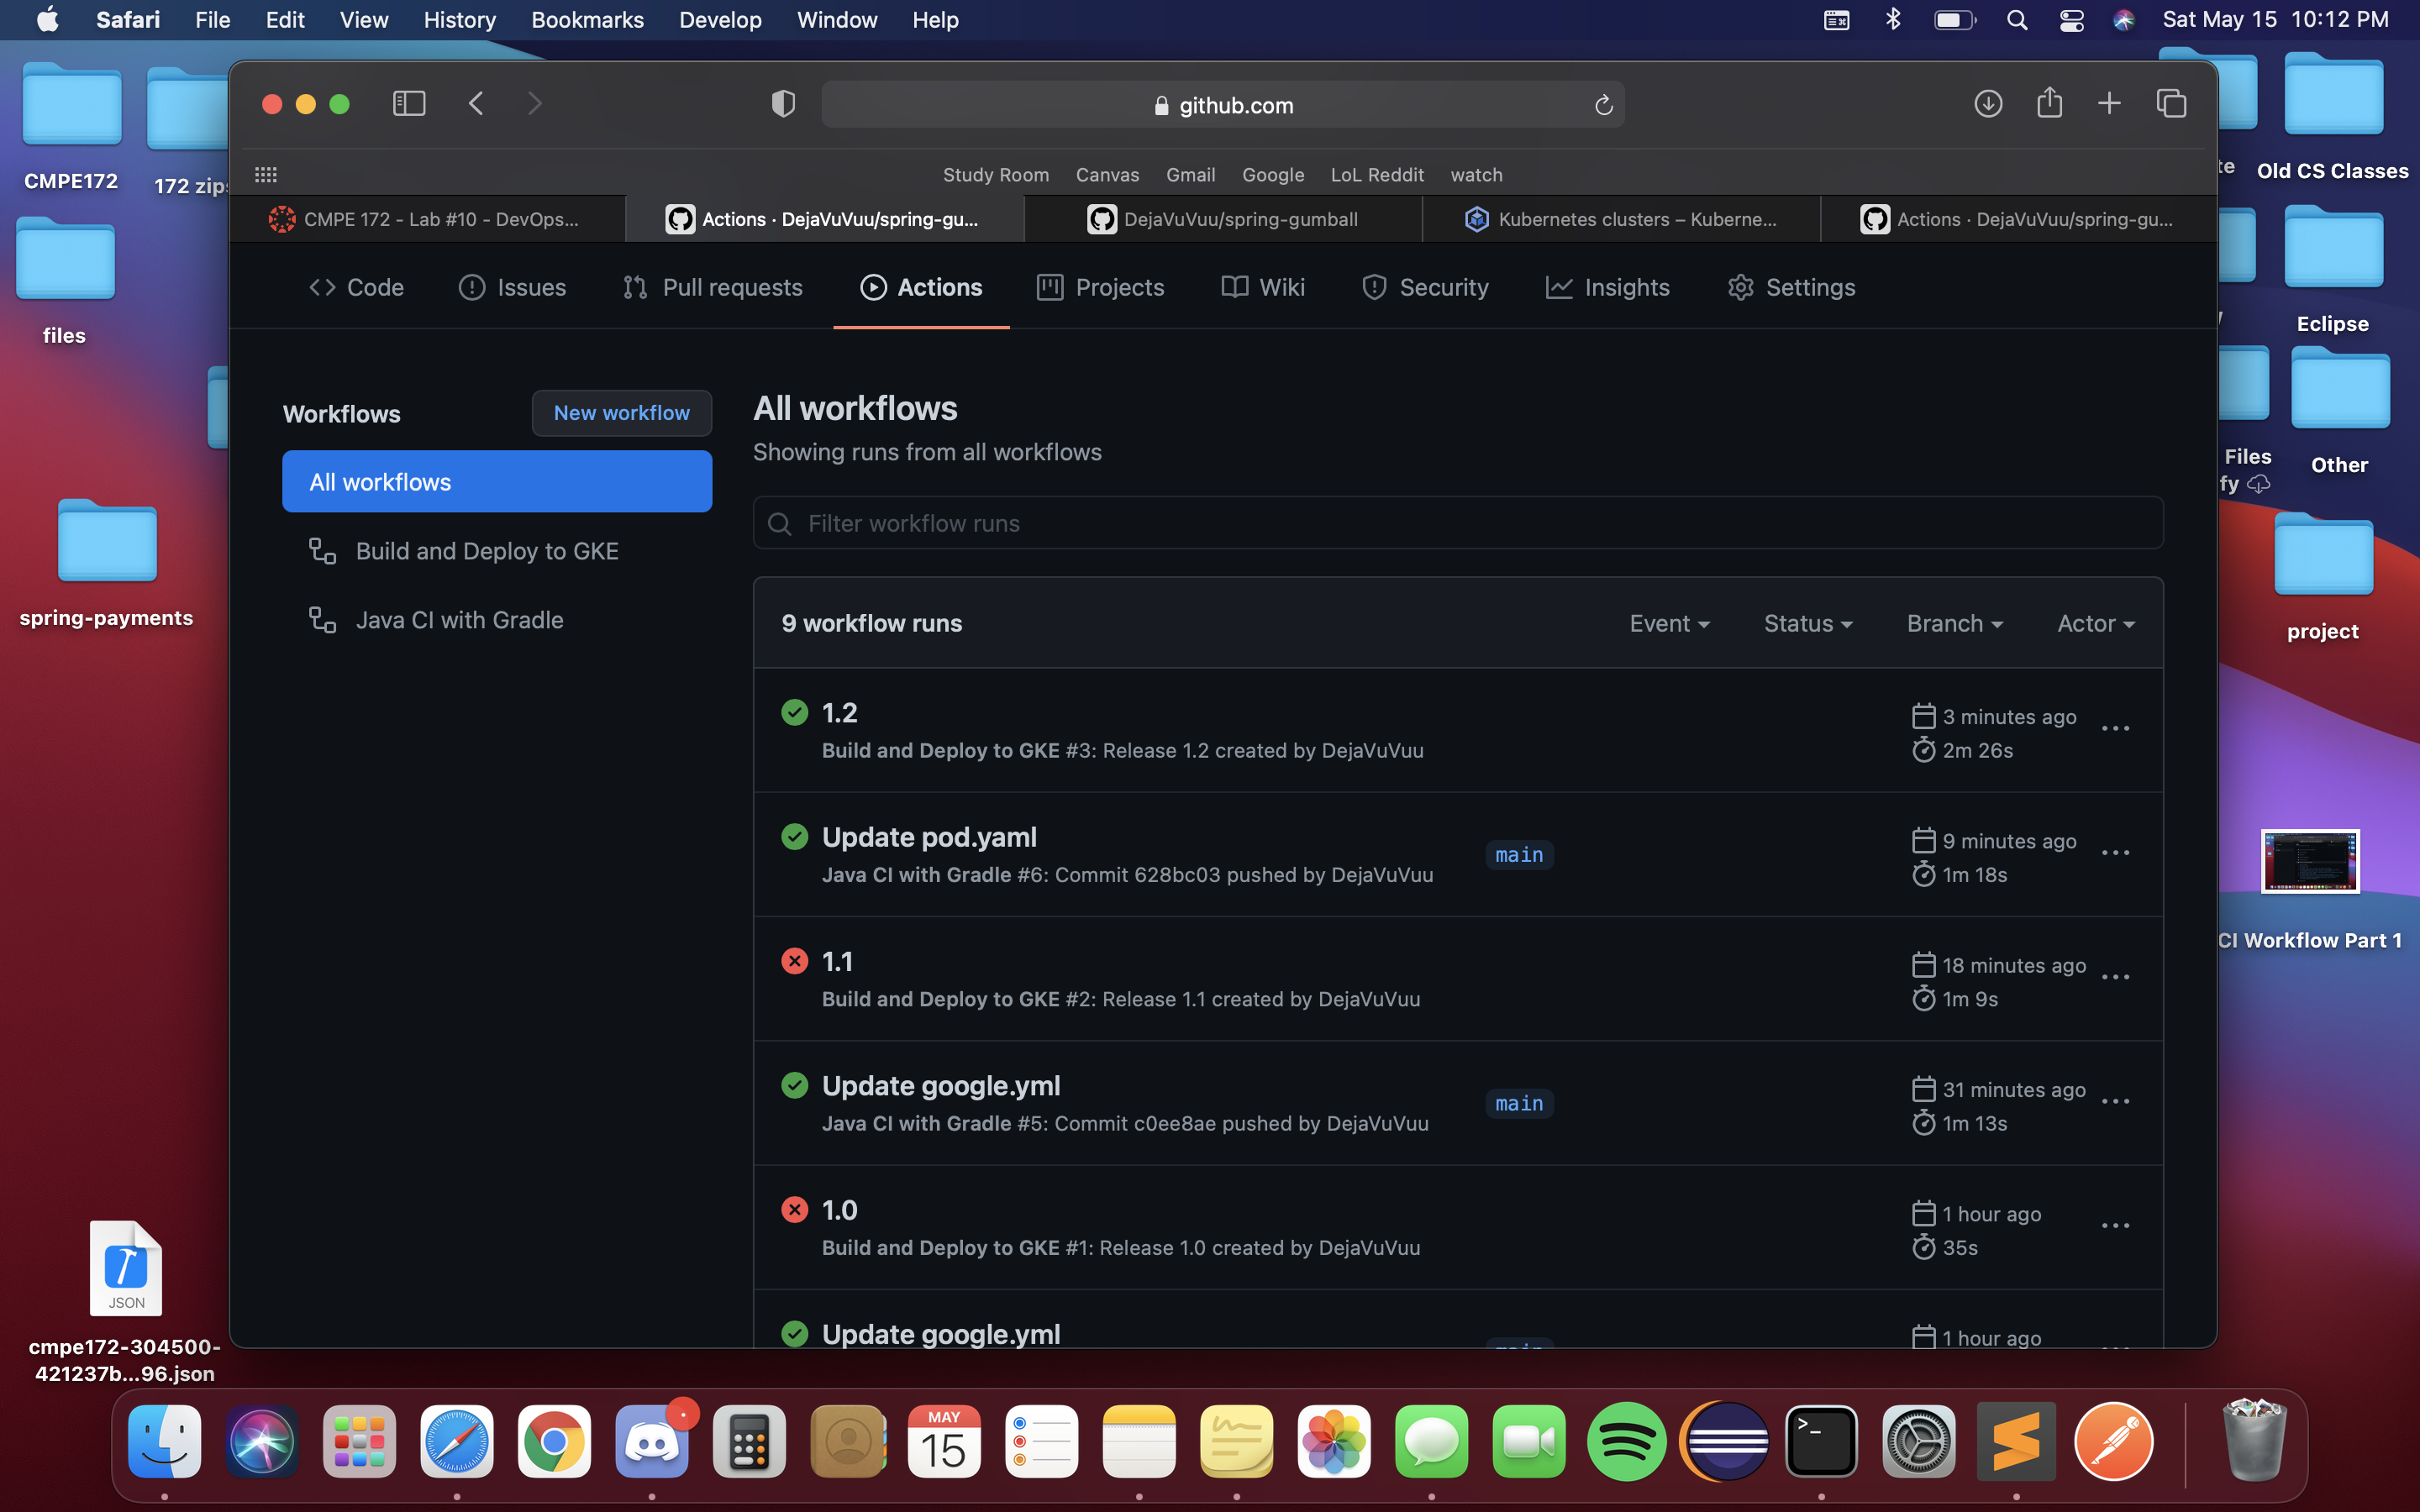 Safari File Edit View History Bookmarks Develop Window Help Sat May 15 10:12 PM
github.com
Study Room Canvas Gmail Google LoL Reddit watch
CMPE 172 - Lab #10 - DevOps... Actions · DejaVuVuu/spring-gu... DejaVuVuu/spring-gumball Kubernetes clusters – Kuberne... Actions · DejaVuVuu/spring-gu...
Code Issues Pull requests Actions Projects Wiki Security Insights Settings
Workflows New workflow
All workflows
Build and Deploy to GKE
Java CI with Gradle
All workflows
Showing runs from all workflows
Filter workflow runs
9 workflow runs Event Status Branch Actor
1.2
Build and Deploy to GKE #3: Release 1.2 created by DejaVuVuu
3 minutes ago
2m 26s
Update pod.yaml
Java CI with Gradle #6: Commit 628bc03 pushed by DejaVuVuu
main
9 minutes ago
1m 18s
1.1
Build and Deploy to GKE #2: Release 1.1 created by DejaVuVuu
18 minutes ago
1m 9s
Update google.yml
Java CI with Gradle #5: Commit c0ee8ae pushed by DejaVuVuu
main
31 minutes ago
1m 13s
1.0
Build and Deploy to GKE #1: Release 1.0 created by DejaVuVuu
1 hour ago
35s
Update google.yml
main
1 hour ago
CMPE172
172 zips
files
spring-payments
JSON
cmpe172-304500-
421237b...96.json
te
Old CS Classes
Eclipse
Files
fy
Other
project
CI Workflow Part 1
MAY
15